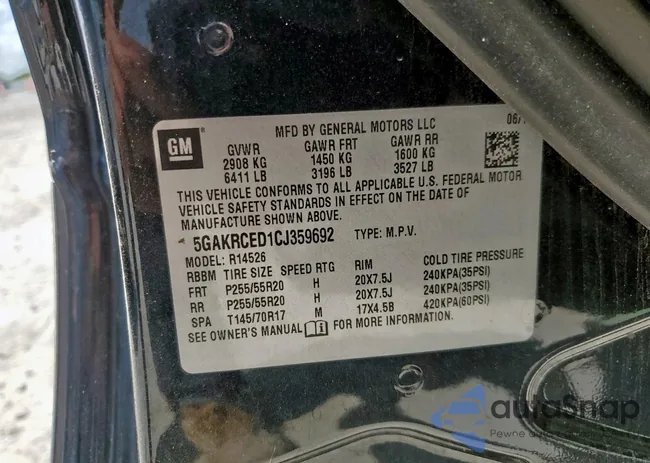 GM
MFD BY GENERAL MOTORS LLC 06/
GVWR GAWR FRT GAWR RR
2908 KG 1450 KG 1600 KG
6411 LB 3196 LB 3527 LB
THIS VEHICLE CONFORMS TO ALL APPLICABLE U.S. FEDERAL MOTOR
VEHICLE SAFETY STANDARDS IN EFFECT ON THE DATE OF
MANUFACTURE SHOWN ABOVE.
5GAKRCED1CJ359692 TYPE: M.P.V.
MODEL: R14526
RBBM TIRE SIZE SPEED RTG RIM COLD TIRE PRESSURE
FRT P255/55R20 H 20X7.5J 240KPA(35PSI)
RR P255/55R20 H 20X7.5J 240KPA(35PSI)
SPA T145/70R17 M 17X4.5B 420KPA(60PSI)
SEE OWNER'S MANUAL FOR MORE INFORMATION.
autoSnap
Pewne